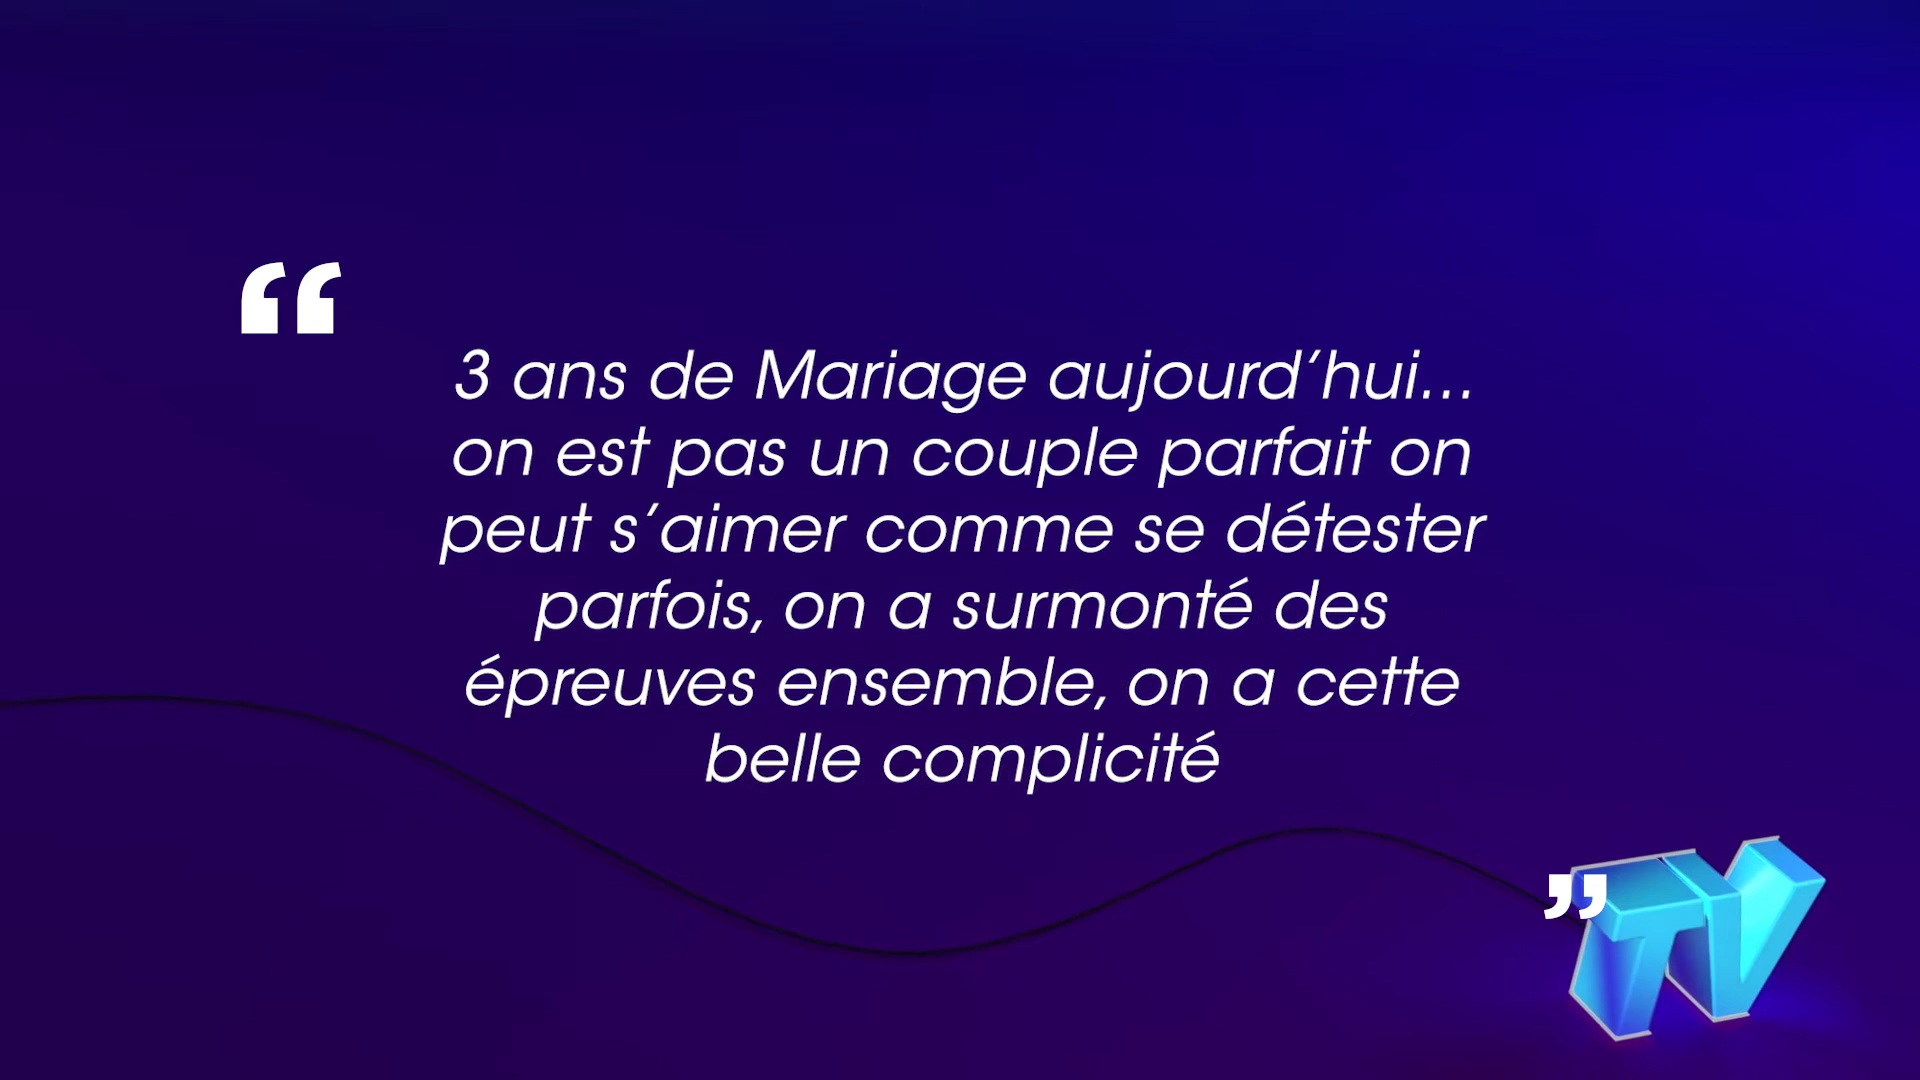 “
3 ans de Mariage aujourd’hui...
on est pas un couple parfait on
peut s’aimer comme se détester
parfois, on a surmonté des
épreuves ensemble, on a cette
belle complicité
”
TV